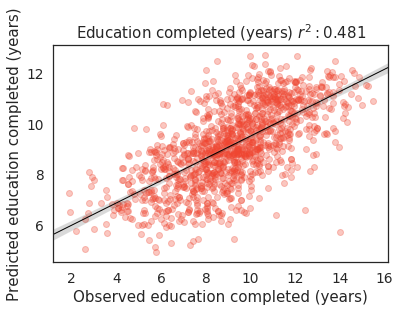 Education completed (years) r² : 0.481
Predicted education completed (years)
12
10
8
6
2 4 6 8 10 12 14 16
Observed education completed (years)